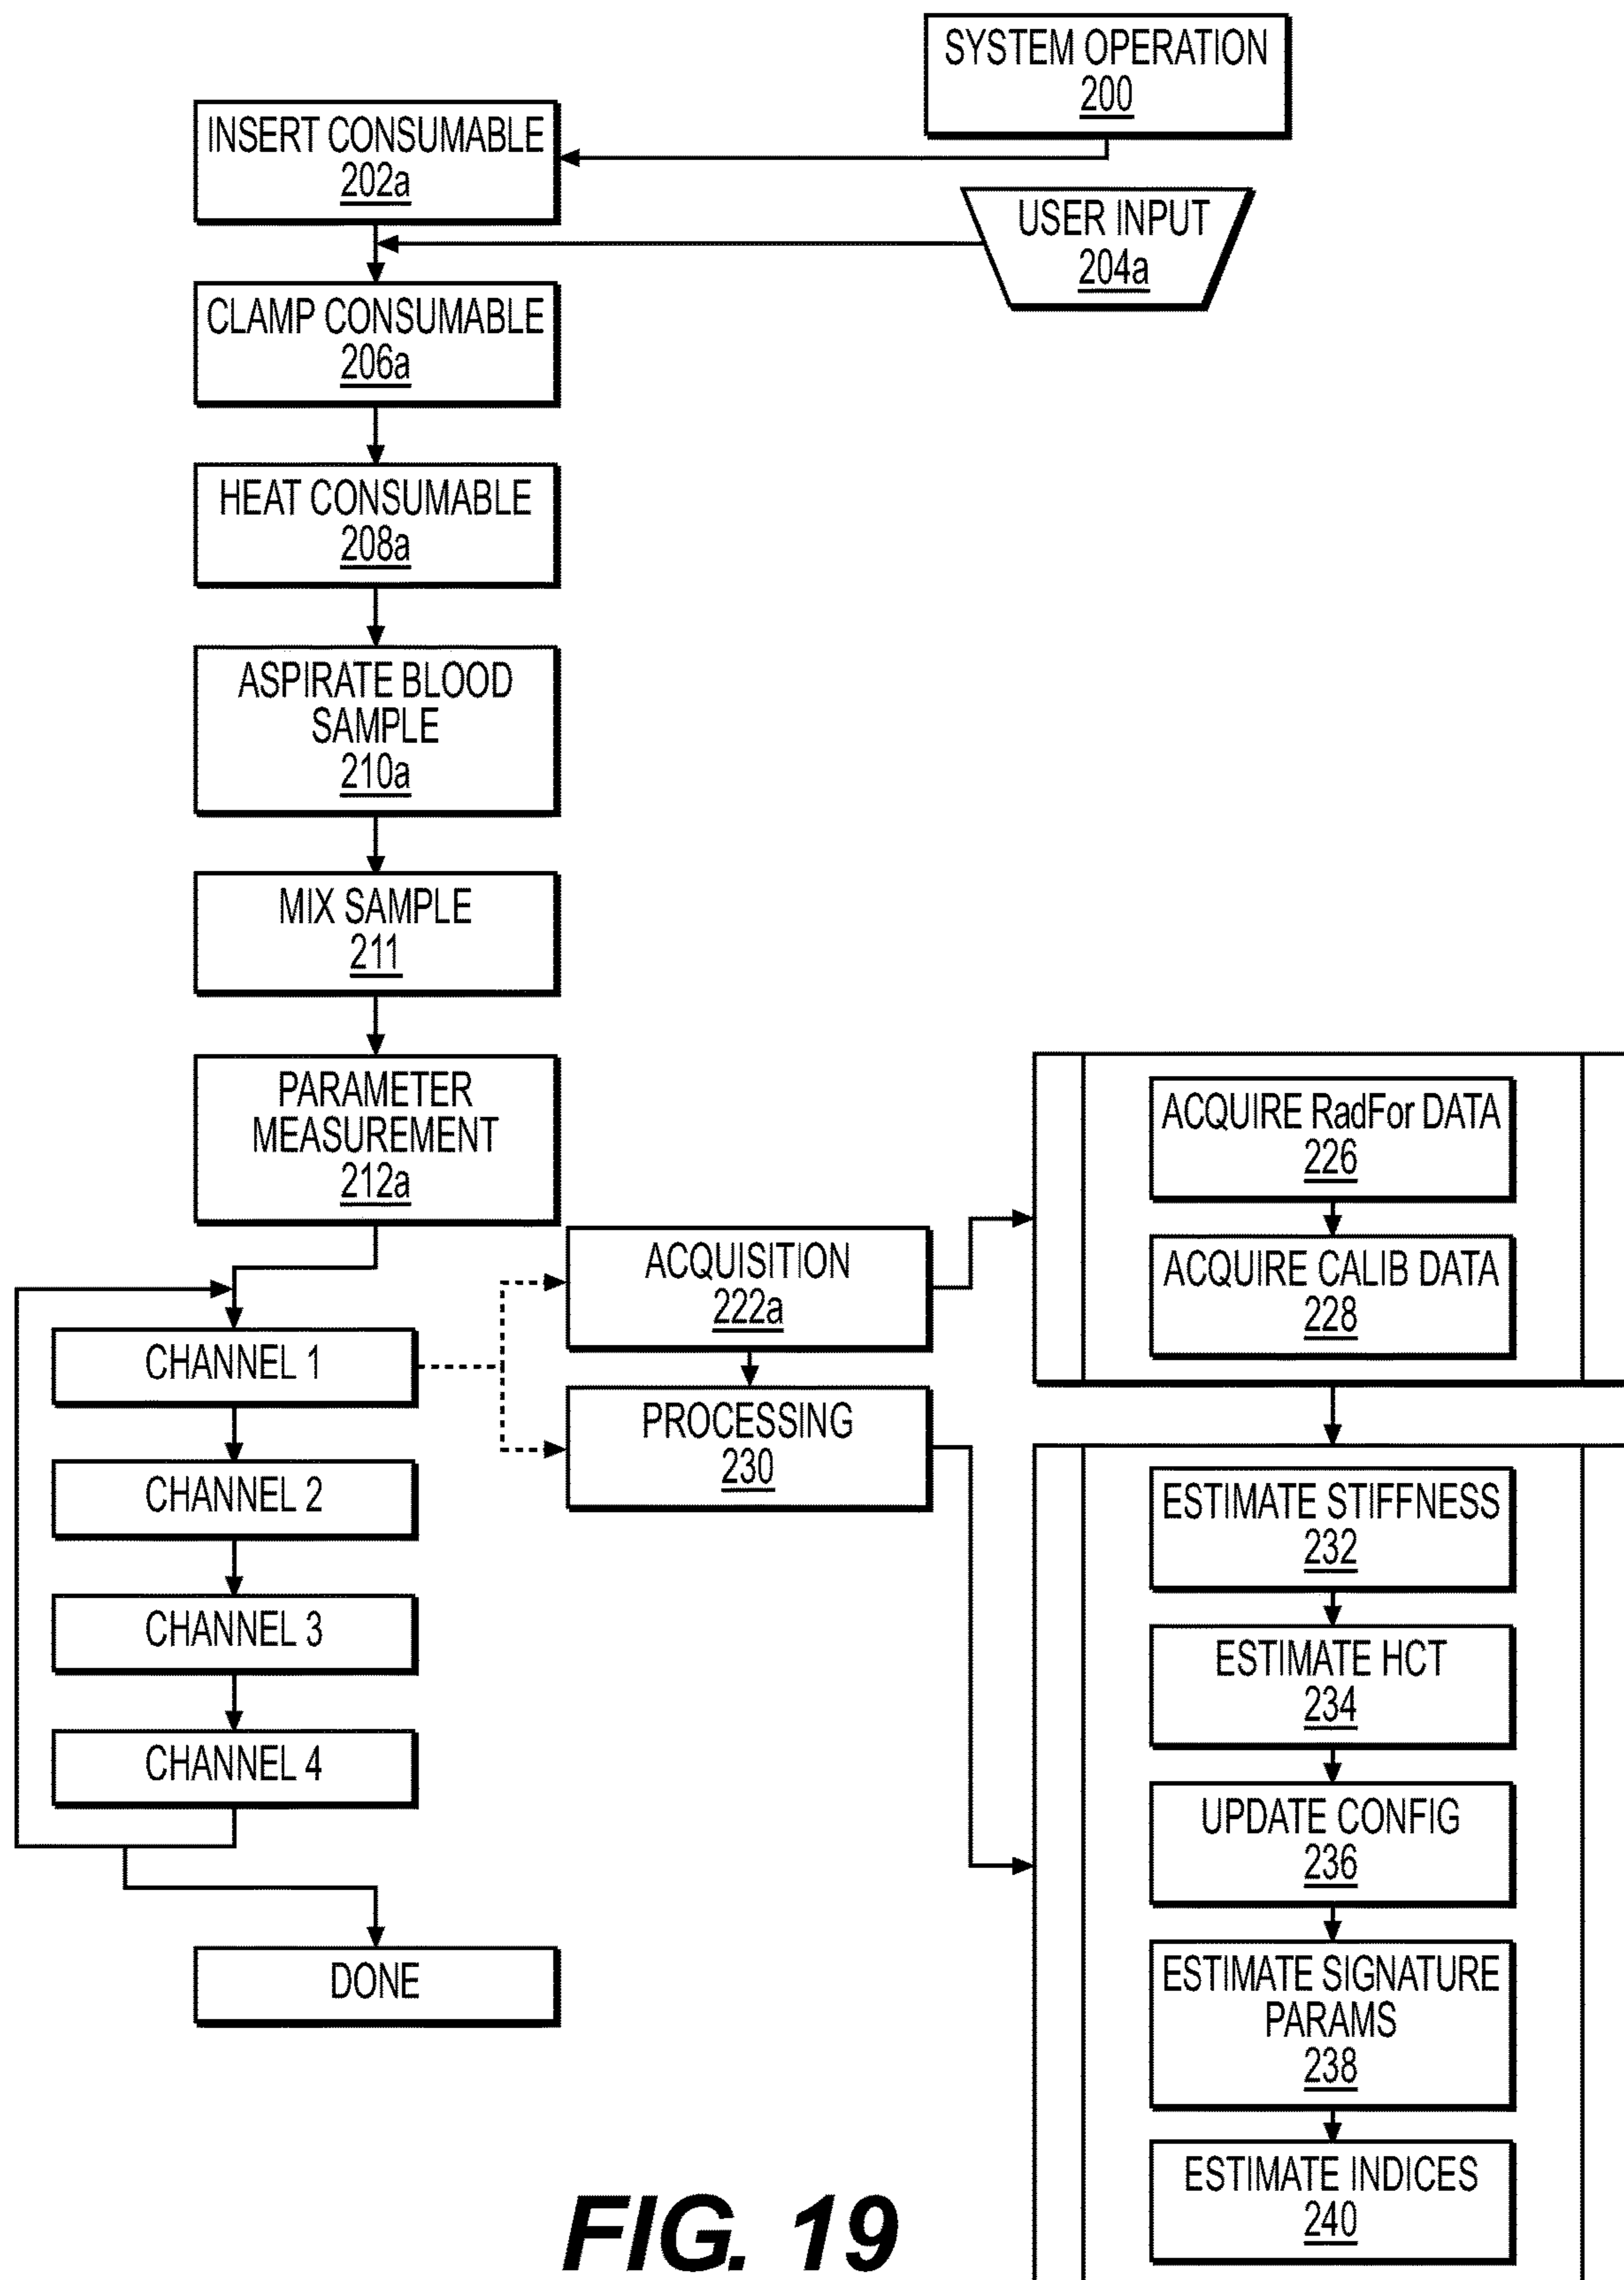 SYSTEM OPERATION
200
INSERT CONSUMABLE
202a
USER INPUT
204a
CLAMP CONSUMABLE
206a
HEAT CONSUMABLE
208a
ASPIRATE BLOOD
SAMPLE
210a
MIX SAMPLE
211
PARAMETER
MEASUREMENT
212a
CHANNEL 1
CHANNEL 2
CHANNEL 3
CHANNEL 4
DONE
ACQUISITION
222a
PROCESSING
230
ACQUIRE RadFor DATA
226
ACQUIRE CALIB DATA
228
ESTIMATE STIFFNESS
232
ESTIMATE HCT
234
UPDATE CONFIG
236
ESTIMATE SIGNATURE
PARAMS
238
ESTIMATE INDICES
240
FIG. 19